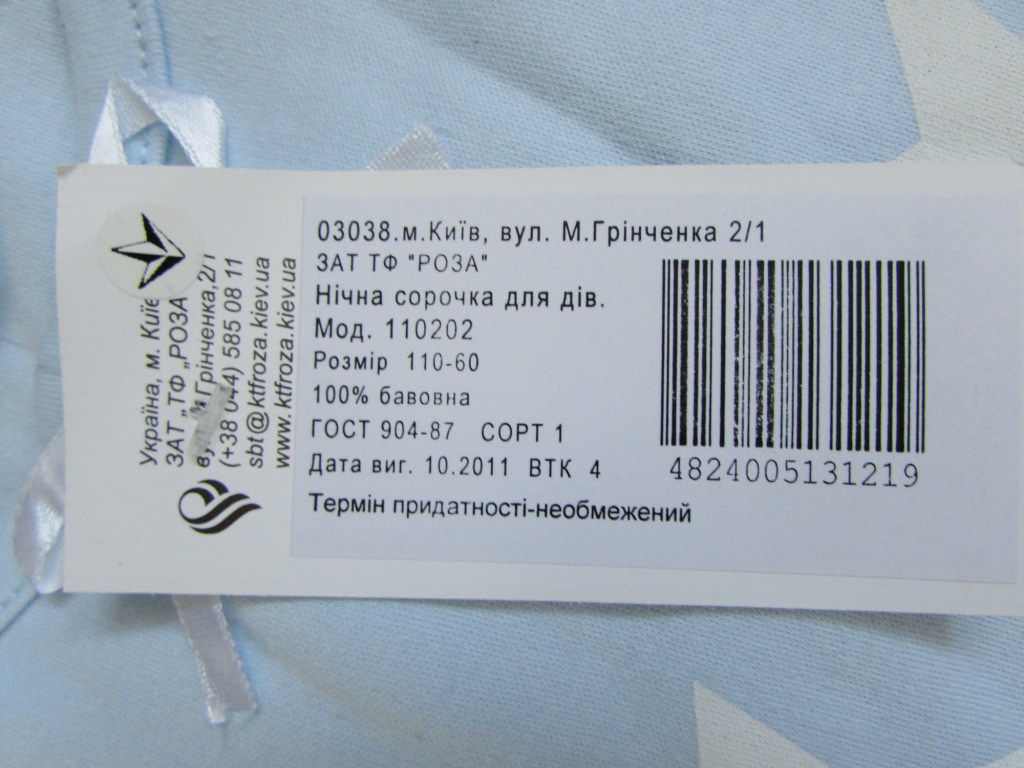 03038.м.Київ, вул. М.Грінченка 2/1
ЗАТ ТФ "РОЗА"
Нічна сорочка для дів.
Мод. 110202
Розмір 110-60
100% бавовна
ГОСТ 904-87 СОРТ 1
Дата виг. 10.2011 ВТК 4
Термін придатності-необмежений
4824005131219
Україна, м. Києв
ЗАТ „ТФ „РОЗА
Грінченка,2/1
(+38 044) 585 08 11
sbt@ktfroza.kiev.ua
www.ktfroza.kiev.ua